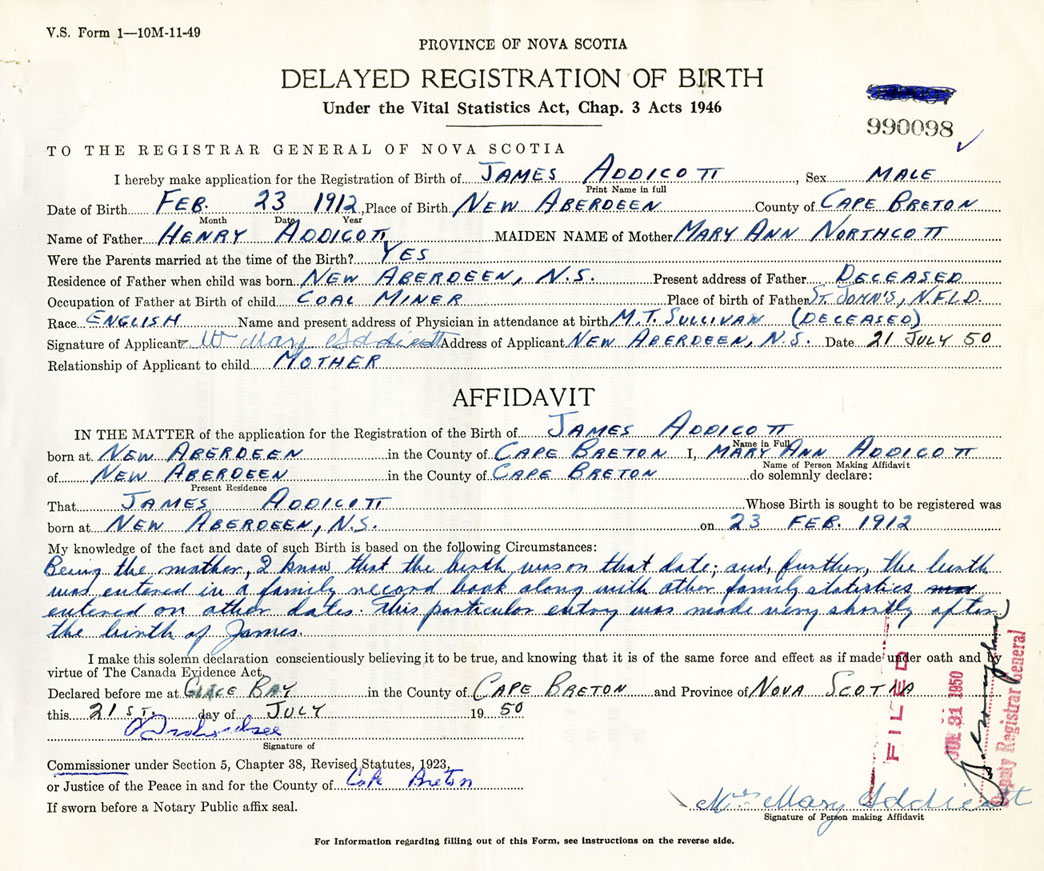 V.S. Form 1—10M-11-49
PROVINCE OF NOVA SCOTIA
DELAYED REGISTRATION OF BIRTH
Under the Vital Statistics Act, Chap. 3 Acts 1946
990098
TO THE REGISTRAR GENERAL OF NOVA SCOTIA
I hereby make application for the Registration of Birth of JAMES ADDICOTT, Sex MALE
Print Name in full
Date of Birth FEB. 23 1912, Place of Birth NEW ABERDEEN County of CAPE BRETON
Month Date Year
Name of Father HENRY ADDICOTT MAIDEN NAME of Mother MARY ANN NORTHCOTT
Were the Parents married at the time of the Birth? YES
Residence of Father when child was born NEW ABERDEEN, N.S. Present address of Father DECEASED
Occupation of Father at Birth of child COAL MINER Place of birth of Father ST. JOHN'S, NFLD.
Race ENGLISH Name and present address of Physician in attendance at birth M.T. SULLIVAN (DECEASED)
Signature of Applicant Mrs Mary Addicott Address of Applicant NEW ABERDEEN, N.S. Date 21 JULY 50
Relationship of Applicant to child MOTHER
AFFIDAVIT
IN THE MATTER of the application for the Registration of the Birth of JAMES ADDICOTT
Name in Full
born at NEW ABERDEEN in the County of CAPE BRETON I, MARY ANN ADDICOTT
Name of Person Making Affidavit
of NEW ABERDEEN in the County of CAPE BRETON do solemnly declare:
Present Residence
That JAMES ADDICOTT Whose Birth is sought to be registered was
born at NEW ABERDEEN, N.S. on 23 FEB. 1912
My knowledge of the fact and date of such Birth is based on the following Circumstances:
Being the mother, I know that the birth was on that date; and, further, the birth
was entered in a family record book along with other family statistics
entered on other dates. This particular entry was made very shortly after
the birth of James.
I make this solemn declaration conscientiously believing it to be true, and knowing that it is of the same force and effect as if made under oath and by
virtue of The Canada Evidence Act.
Declared before me at GLACE BAY in the County of CAPE BRETON and Province of NOVA SCOTIA
this 21ST. day of JULY 1950
Signature of
Commissioner under Section 5, Chapter 38, Revised Statutes, 1923,
or Justice of the Peace in and for the County of Cape Breton
If sworn before a Notary Public affix seal.
FILED
JUL 31 1950
Deputy Registrar General
Mrs Mary Addicott
Signature of Person making Affidavit
For Information regarding filling out of this Form, see instructions on the reverse side.